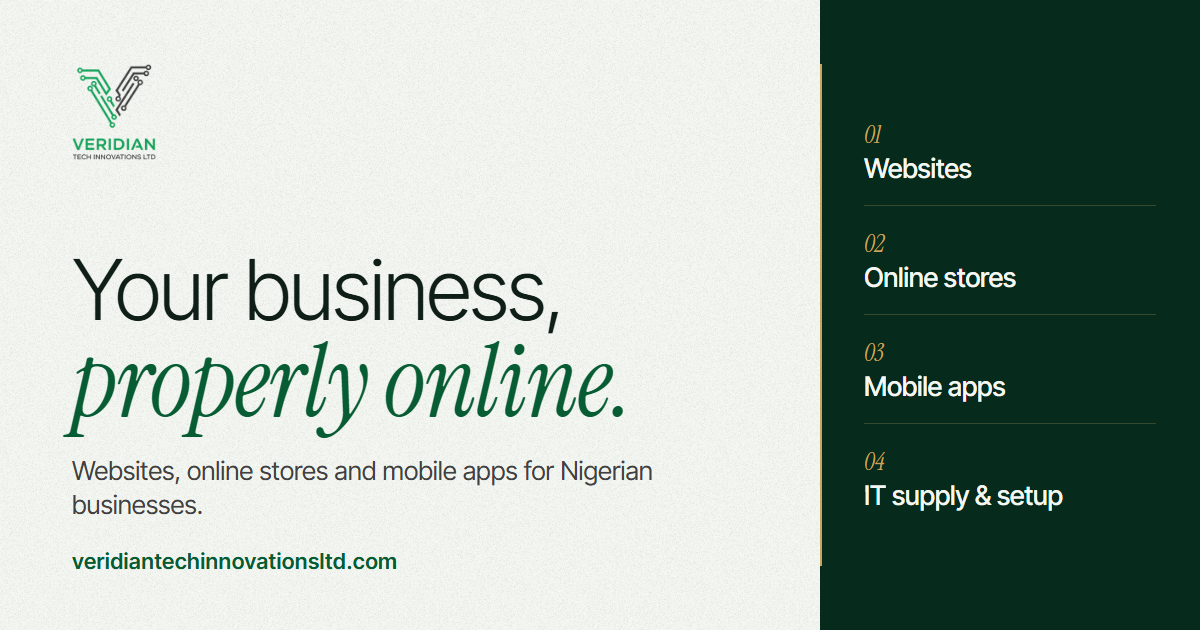 VERIDIAN
TECH INNOVATIONS LTD
Your business,
properly online.
Websites, online stores and mobile apps for Nigerian
businesses.
veridiantechinnovationsltd.com
01
Websites
02
Online stores
03
Mobile apps
04
IT supply & setup